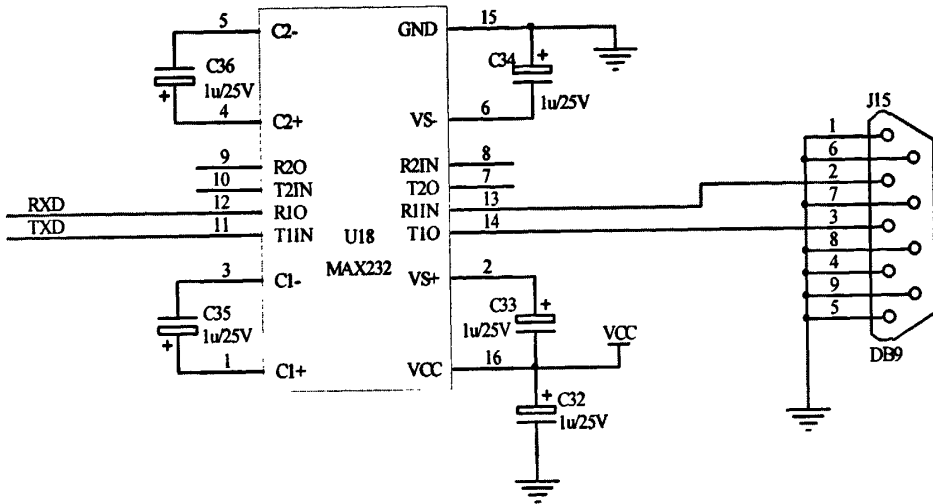 5 C2- GND 15
C36
1u/25V
+
4 C2+
+
C34
1u/25V
VS- 6
9 R2O R2IN 8
10 T2IN T2O 7
RXD 12 R1O R1IN 13
TXD 11 T1IN T1O 14
U18
MAX232
3 C1- VS+ 2
C35
1u/25V
+
1 C1+
+
C33
1u/25V
VCC 16
VCC
+
C32
1u/25V
J15
1
6
2
7
3
8
4
9
5
DB9